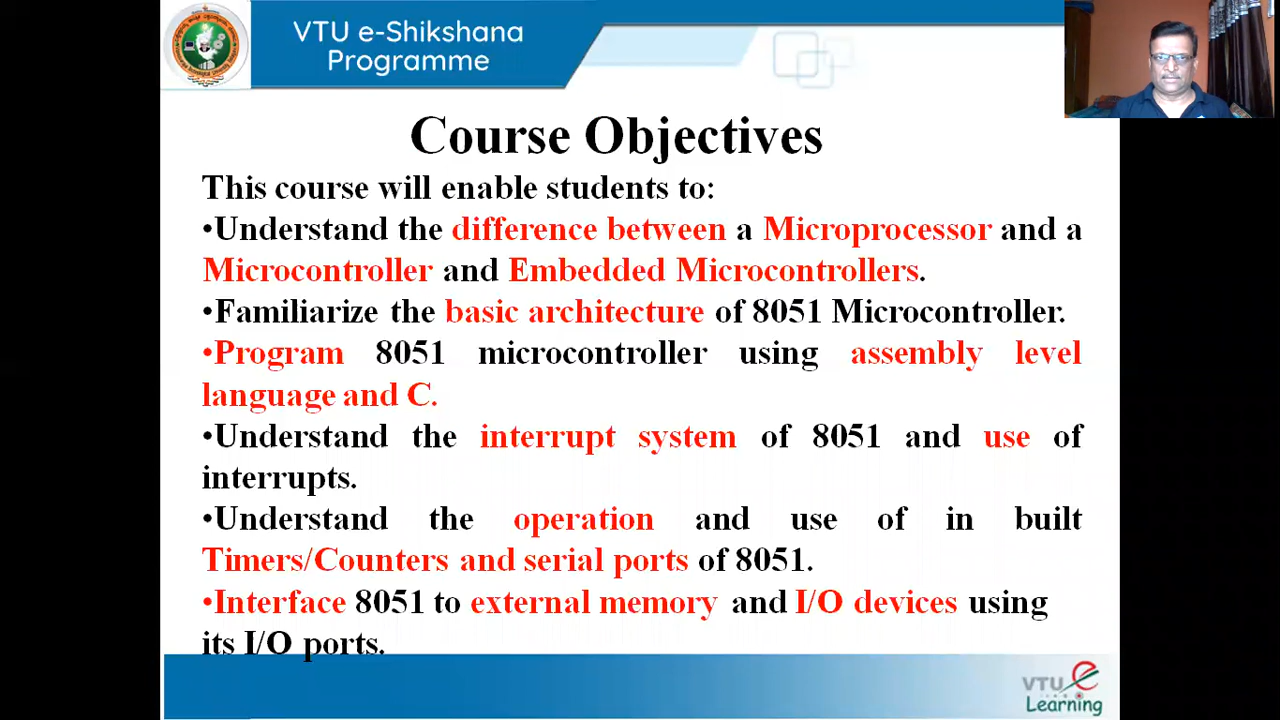 VTU e-Shikshana
Programme
Course Objectives
This course will enable students to:
•Understand the difference between a Microprocessor and a
Microcontroller and Embedded Microcontrollers.
•Familiarize the basic architecture of 8051 Microcontroller.
•Program 8051 microcontroller using assembly level
language and C.
•Understand the interrupt system of 8051 and use of
interrupts.
•Understand the operation and use of in built
Timers/Counters and serial ports of 8051.
•Interface 8051 to external memory and I/O devices using
its I/O ports.
VTU e
Learning